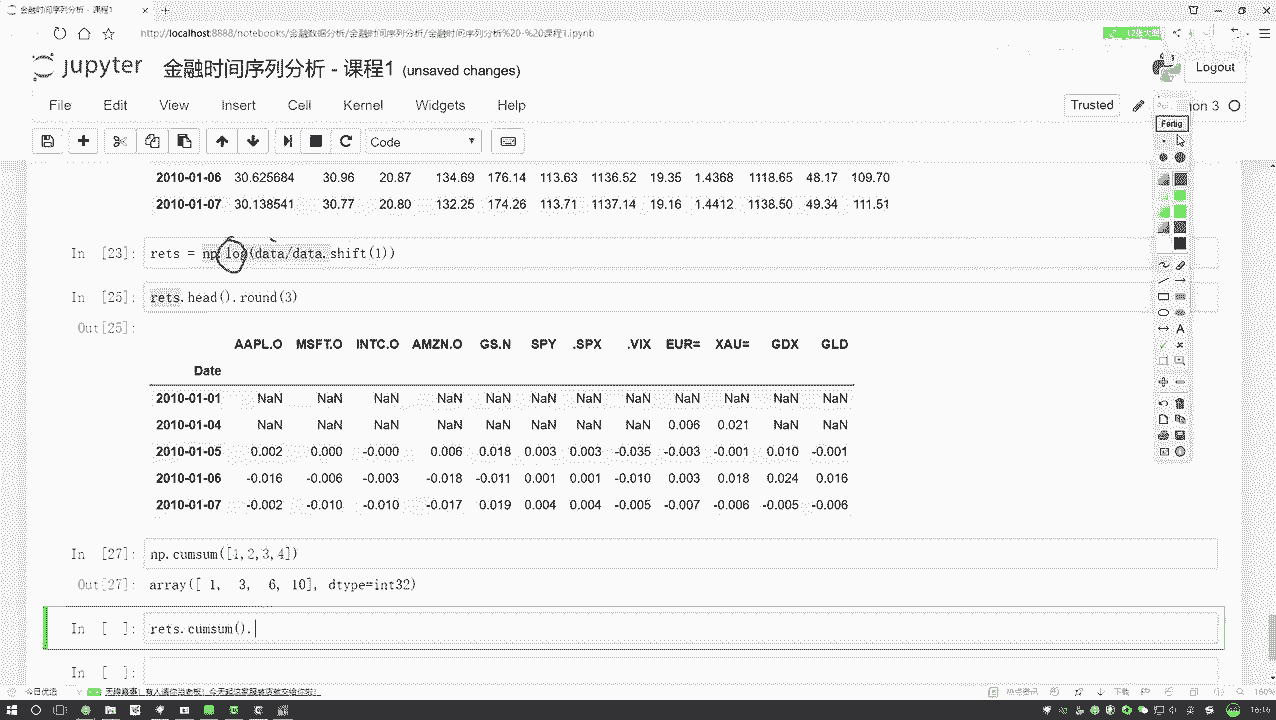 金融时间序列分析 - 课程1
http://localhost:8888/notebooks/金融数据分析/金融时间序列分析/金融时间序列分析%20-%20课程1.ipynb
jupyter 金融时间序列分析 - 课程1 (unsaved changes)
Logout
File Edit View Insert Cell Kernel Widgets Help
Trusted
on 3
Fertig
Code
2010-01-06 30.625684 30.96 20.87 134.69 176.14 113.63 1136.52 19.35 1.4368 1118.65 48.17 109.70
2010-01-07 30.138541 30.77 20.80 132.25 174.26 113.71 1137.14 19.16 1.4412 1138.50 49.34 111.51
In [23]: rets = np.log(data/data.shift(1))
In [25]: rets.head().round(3)
Out[25]:
AAPL.O MSFT.O INTC.O AMZN.O GS.N SPY .SPX .VIX EUR= XAU= GDX GLD
Date
2010-01-01 NaN NaN NaN NaN NaN NaN NaN NaN NaN NaN NaN NaN
2010-01-04 NaN NaN NaN NaN NaN NaN NaN NaN 0.006 0.021 NaN NaN
2010-01-05 0.002 0.000 -0.000 0.006 0.018 0.003 0.003 -0.035 -0.003 -0.001 0.010 -0.001
2010-01-06 -0.016 -0.006 -0.003 -0.018 -0.011 0.001 0.001 -0.010 0.003 0.018 0.024 0.016
2010-01-07 -0.002 -0.010 -0.010 -0.017 0.019 0.004 0.004 -0.005 -0.007 -0.006 -0.005 -0.006
In [27]: np.cumsum([1,2,3,4])
Out[27]: array([ 1, 3, 6, 10], dtype=int32)
In [ ]: rets.cumsum().
In [ ]:
今日优选
热点资讯
下载
160%
16:16